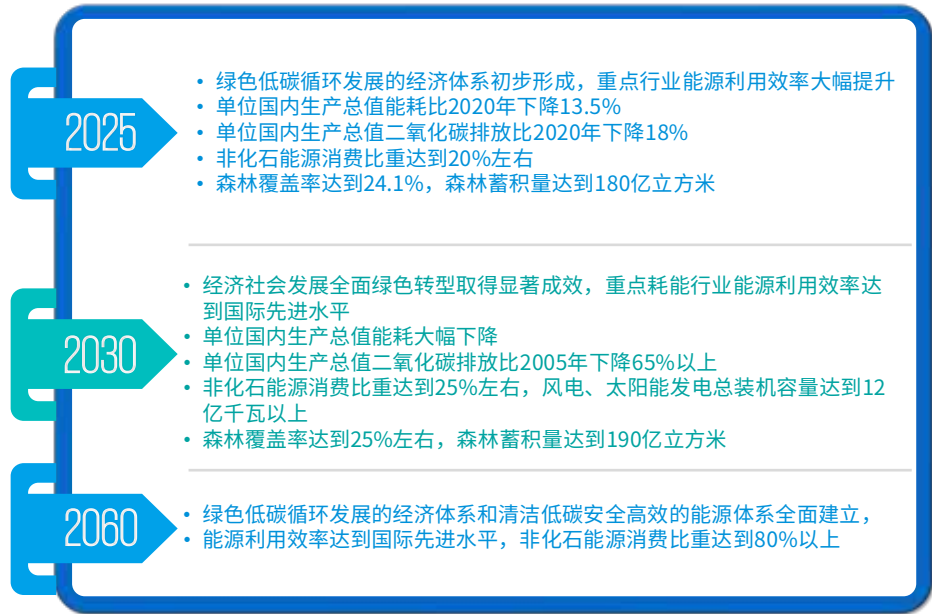 2025
• 绿色低碳循环发展的经济体系初步形成，重点行业能源利用效率大幅提升
• 单位国内生产总值能耗比2020年下降13.5%
• 单位国内生产总值二氧化碳排放比2020年下降18%
• 非化石能源消费比重达到20%左右
• 森林覆盖率达到24.1%，森林蓄积量达到180亿立方米
2030
• 经济社会发展全面绿色转型取得显著成效，重点耗能行业能源利用效率达
到国际先进水平
• 单位国内生产总值能耗大幅下降
• 单位国内生产总值二氧化碳排放比2005年下降65%以上
• 非化石能源消费比重达到25%左右，风电、太阳能发电总装机容量达到12
亿千瓦以上
• 森林覆盖率达到25%左右，森林蓄积量达到190亿立方米
2060
• 绿色低碳循环发展的经济体系和清洁低碳安全高效的能源体系全面建立，
• 能源利用效率达到国际先进水平，非化石能源消费比重达到80%以上